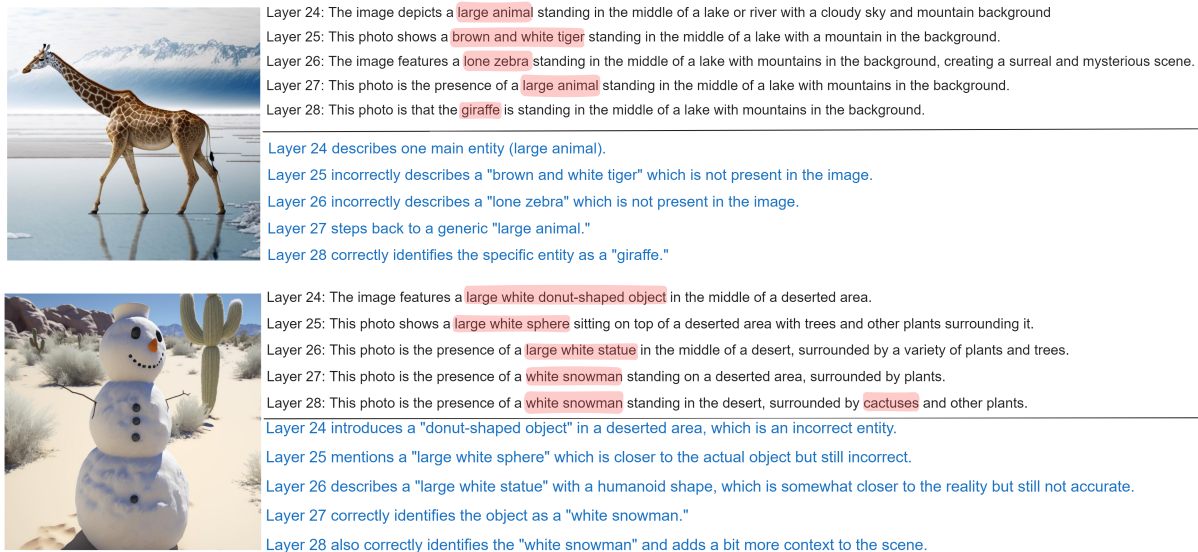 Layer 24: The image depicts a large animal standing in the middle of a lake or river with a cloudy sky and mountain background
Layer 25: This photo shows a brown and white tiger standing in the middle of a lake with a mountain in the background.
Layer 26: The image features a lone zebra standing in the middle of a lake with mountains in the background, creating a surreal and mysterious scene.
Layer 27: This photo is the presence of a large animal standing in the middle of a lake with mountains in the background.
Layer 28: This photo is that the giraffe is standing in the middle of a lake with mountains in the background.
Layer 24 describes one main entity (large animal).
Layer 25 incorrectly describes a "brown and white tiger" which is not present in the image.
Layer 26 incorrectly describes a "lone zebra" which is not present in the image.
Layer 27 steps back to a generic "large animal."
Layer 28 correctly identifies the specific entity as a "giraffe."
Layer 24: The image features a large white donut-shaped object in the middle of a deserted area.
Layer 25: This photo shows a large white sphere sitting on top of a deserted area with trees and other plants surrounding it.
Layer 26: This photo is the presence of a large white statue in the middle of a desert, surrounded by a variety of plants and trees.
Layer 27: This photo is the presence of a white snowman standing on a deserted area, surrounded by plants.
Layer 28: This photo is the presence of a white snowman standing in the desert, surrounded by cactuses and other plants.
Layer 24 introduces a "donut-shaped object" in a deserted area, which is an incorrect entity.
Layer 25 mentions a "large white sphere" which is closer to the actual object but still incorrect.
Layer 26 describes a "large white statue" with a humanoid shape, which is somewhat closer to the reality but still not accurate.
Layer 27 correctly identifies the object as a "white snowman."
Layer 28 also correctly identifies the "white snowman" and adds a bit more context to the scene.